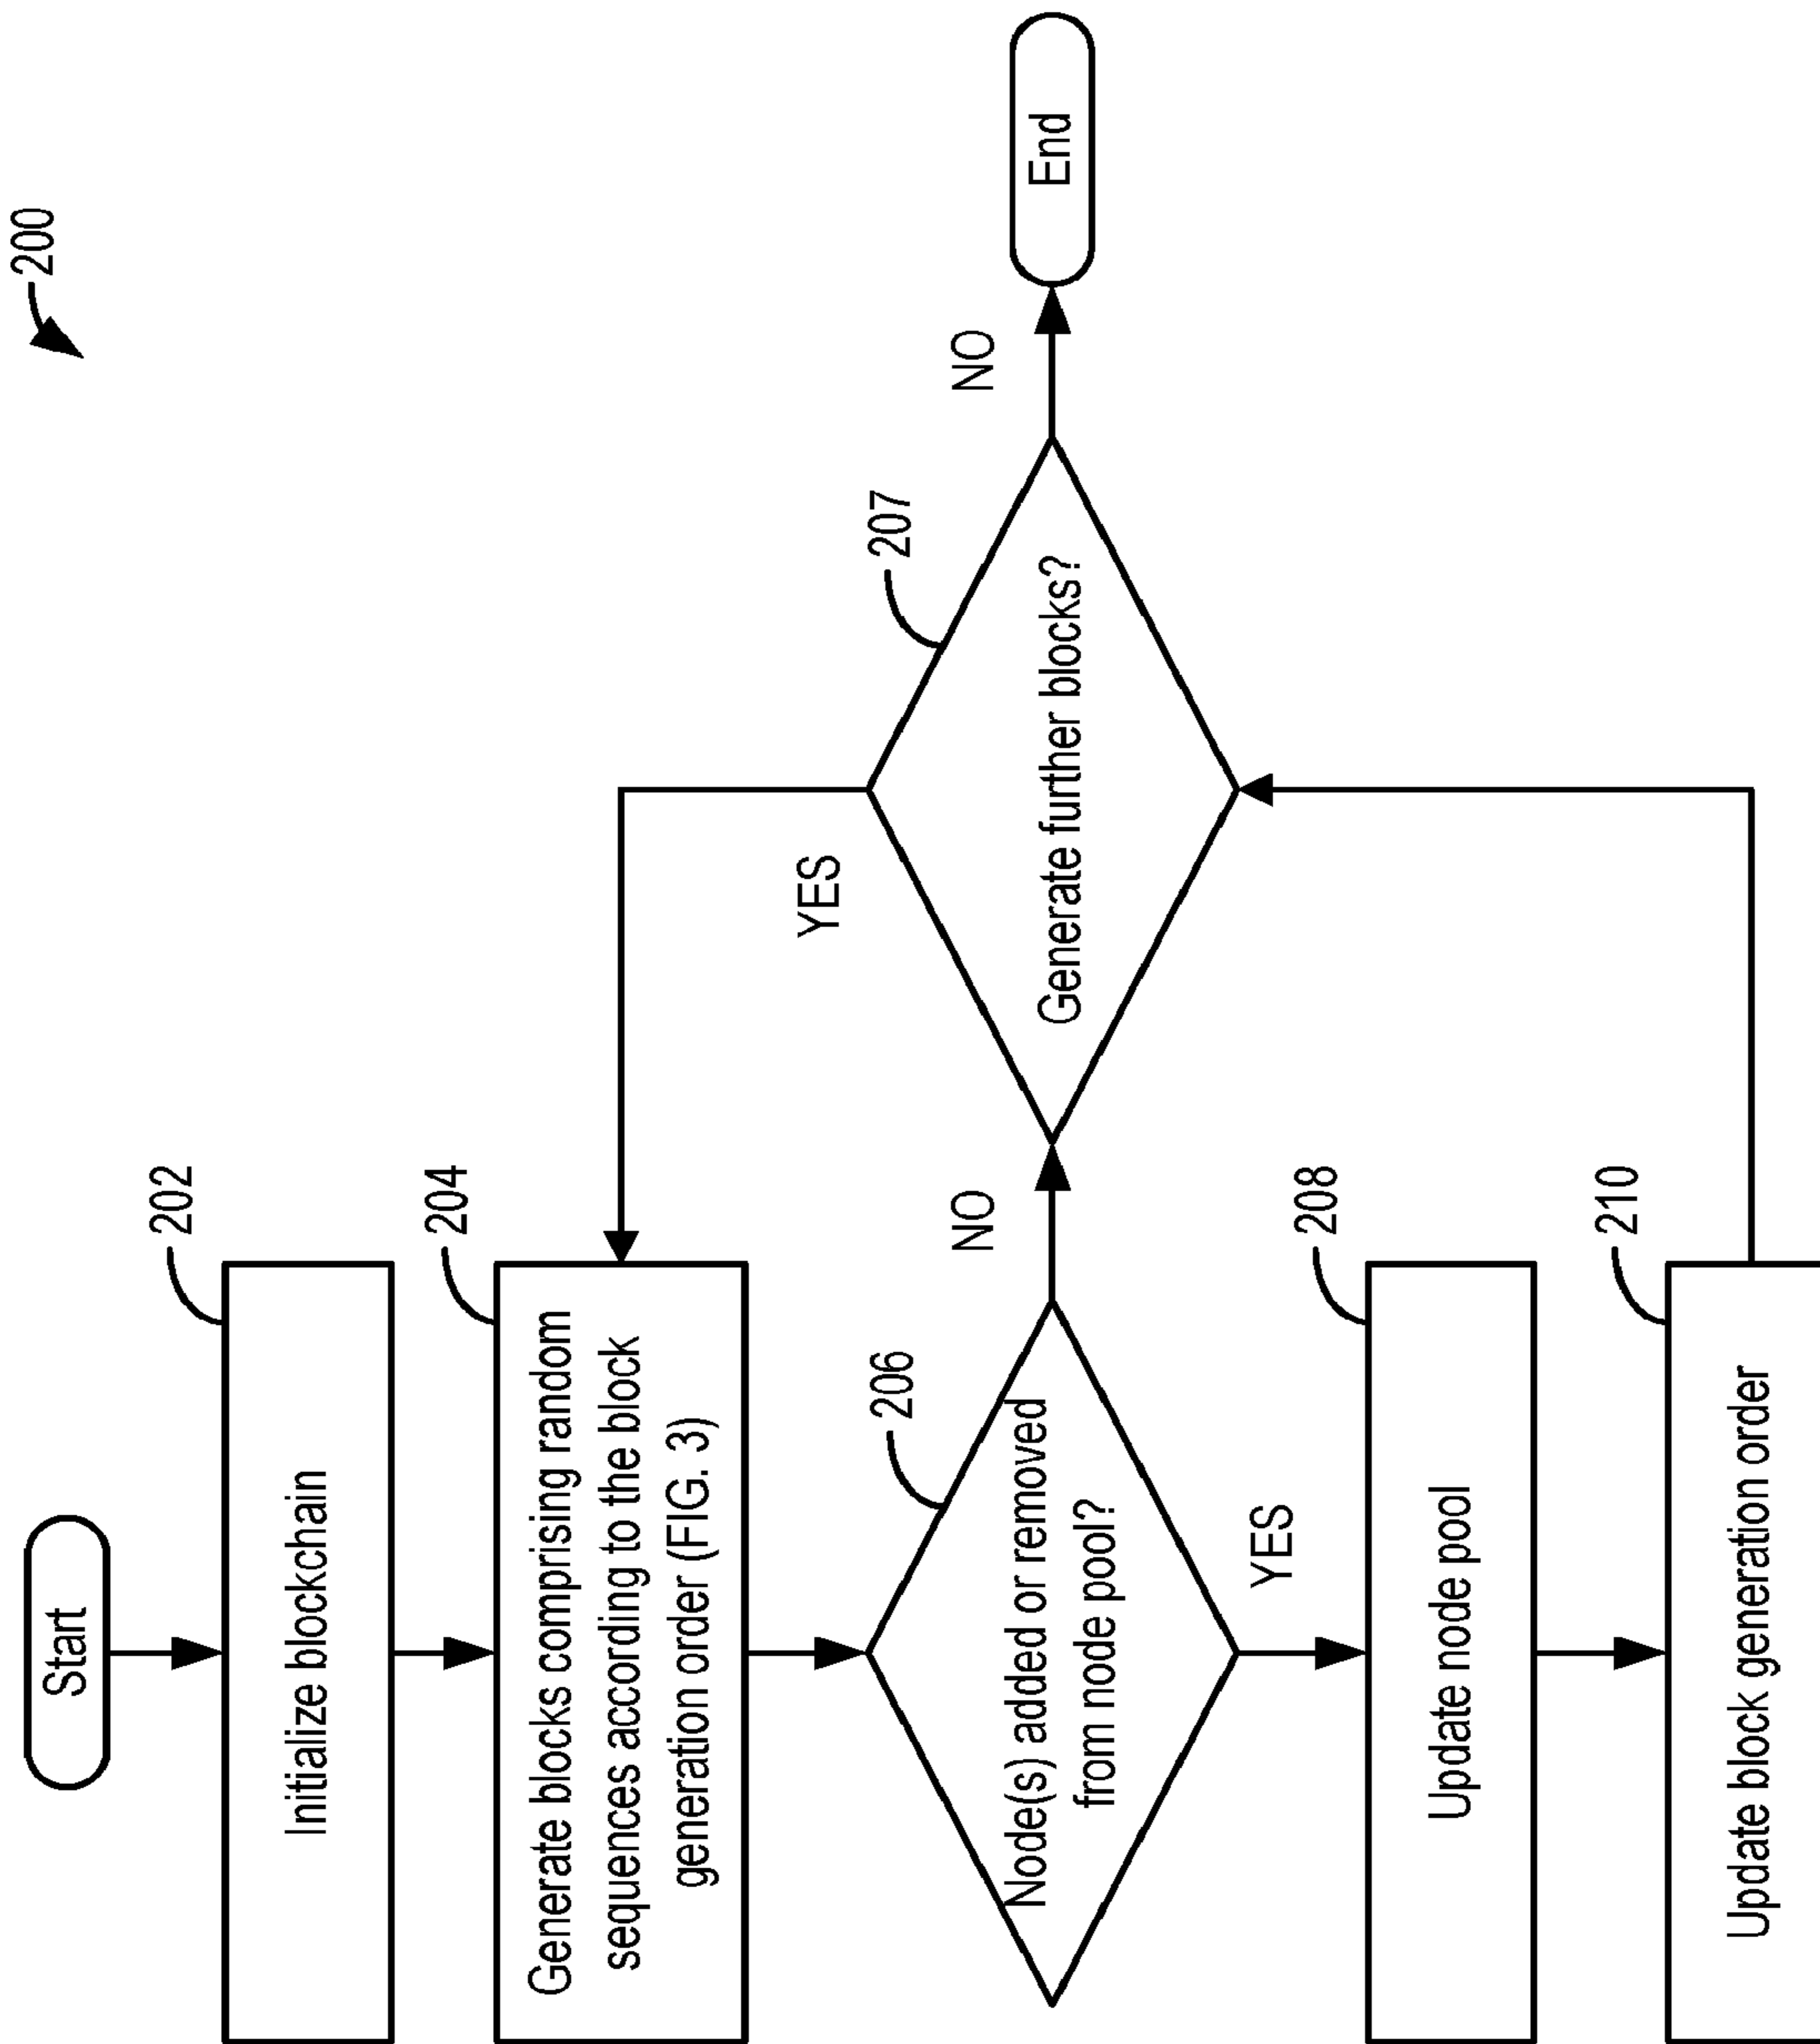 200
Start
202
Initialize blockchain
204
Generate blocks comprising random
sequences according to the block
generation order (FIG. 3)
YES
206
207
Node(s) added or removed
from node pool?
NO
Generate further blocks?
NO
End
YES
208
Update node pool
210
Update block generation order